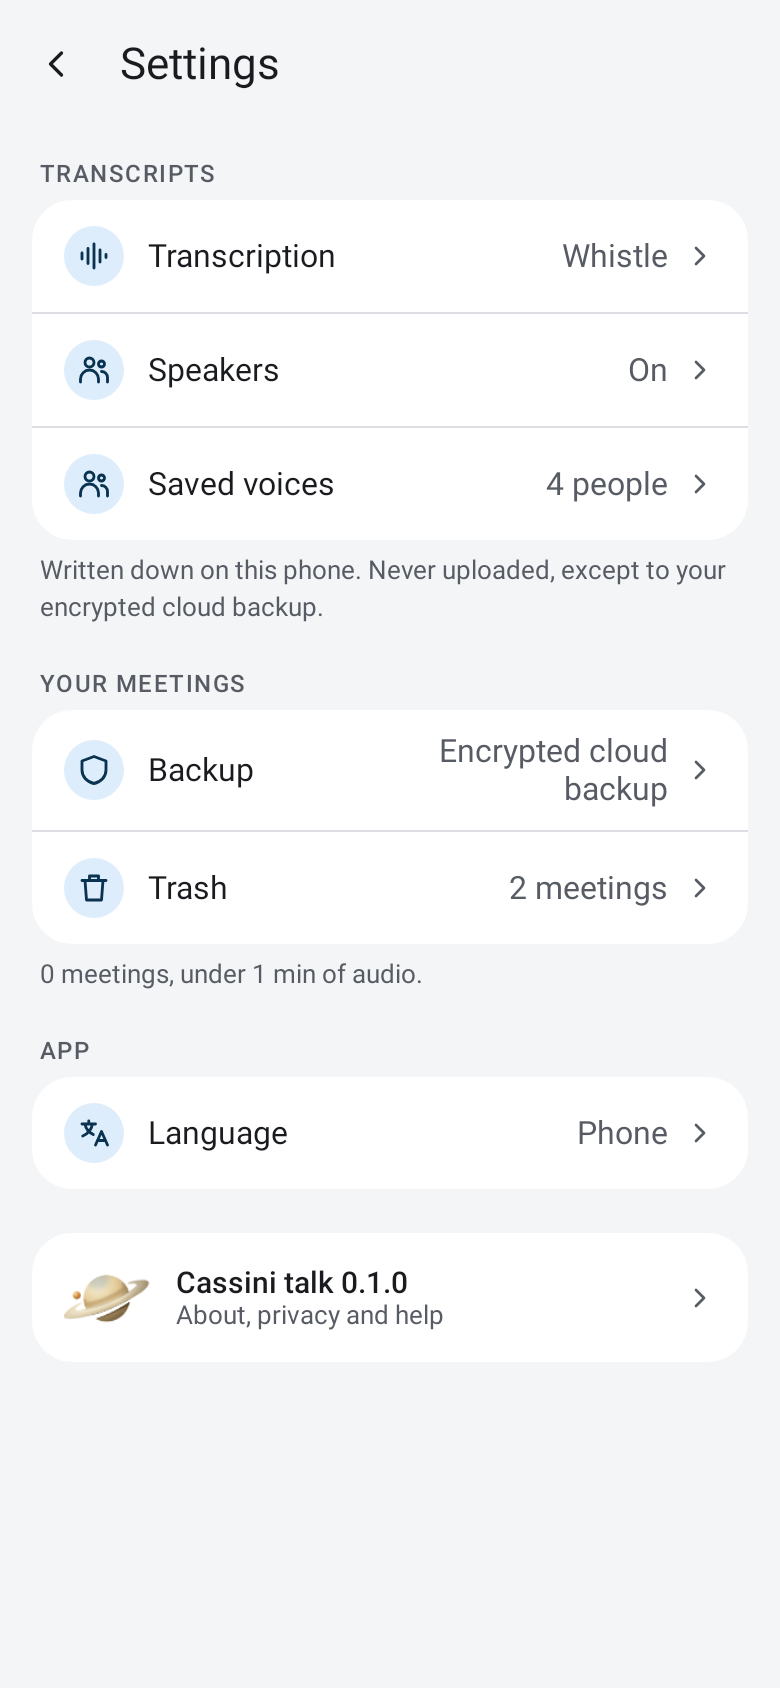 Settings
TRANSCRIPTS
Transcription
Whistle
Speakers
On
Saved voices
4 people
Written down on this phone. Never uploaded, except to your
encrypted cloud backup.
YOUR MEETINGS
Backup
Encrypted cloud
backup
Trash
2 meetings
0 meetings, under 1 min of audio.
APP
Language
Phone
Cassini talk 0.1.0
About, privacy and help